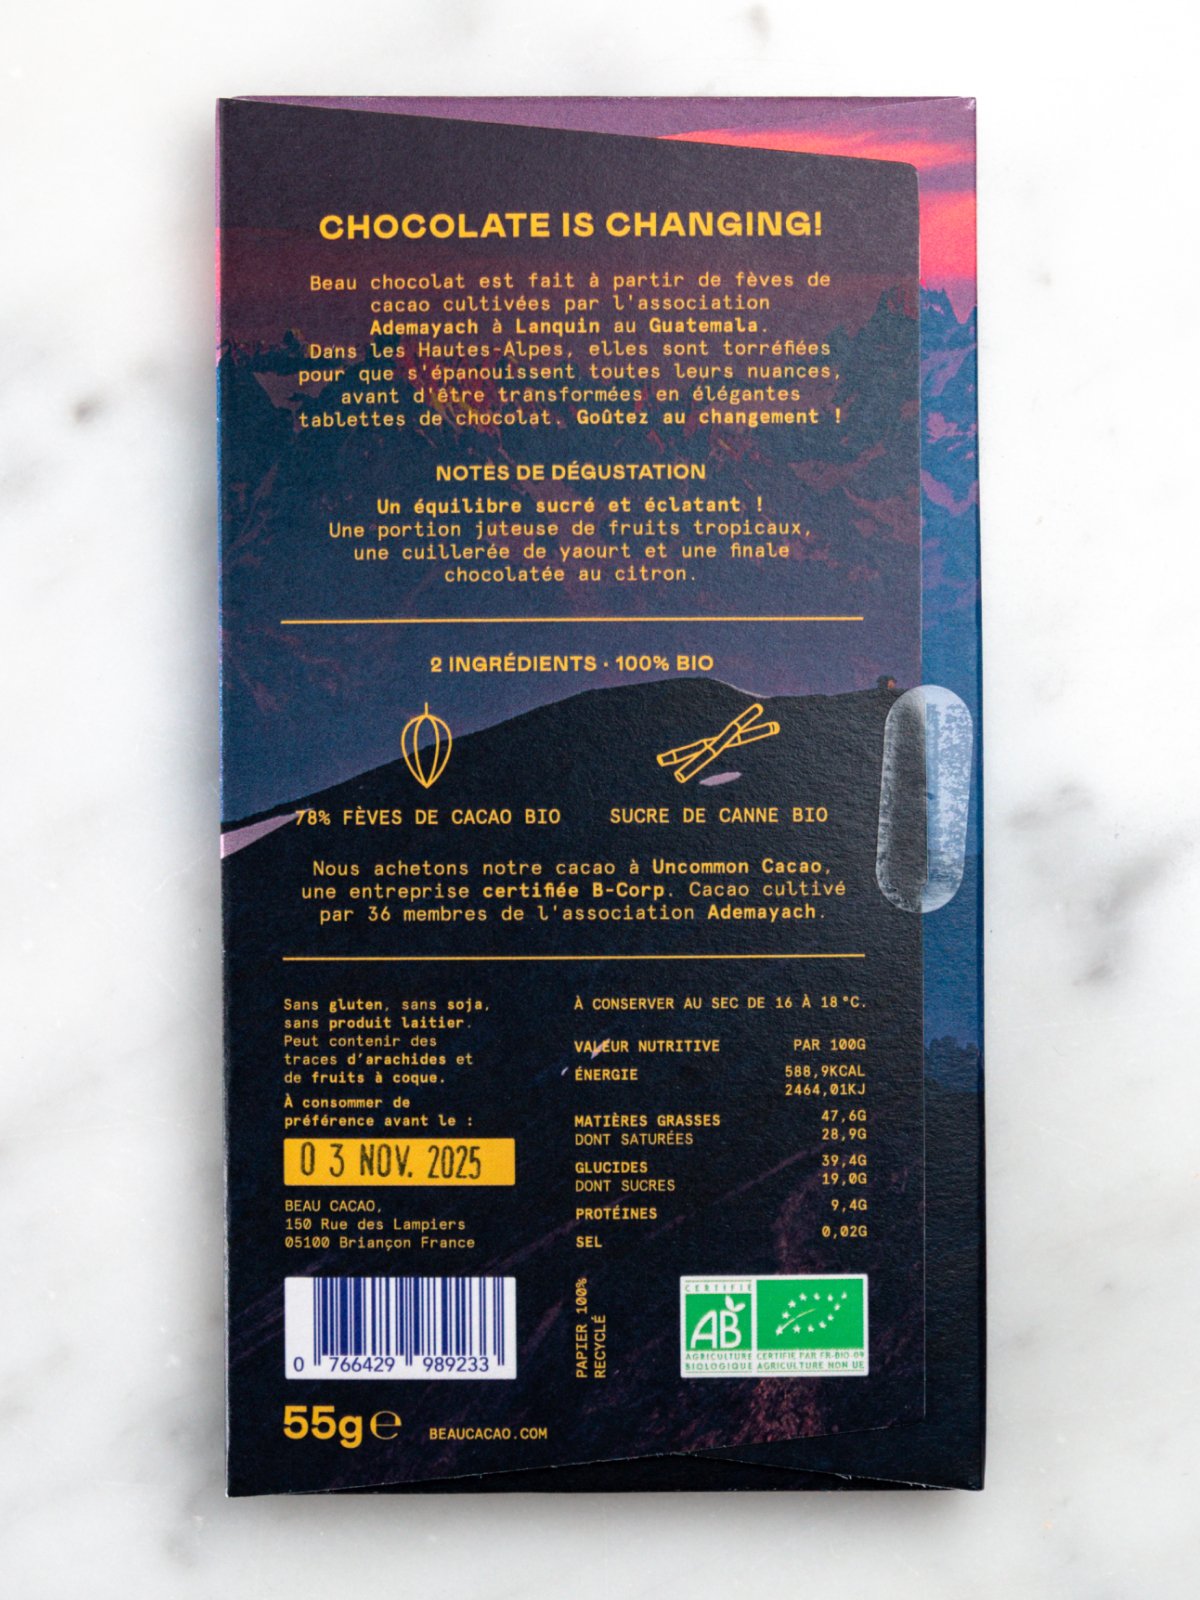 CHOCOLATE IS CHANGING!
Beau chocolat est fait à partir de fèves de
cacao cultivées par l'association
Ademayach à Lanquin au Guatemala.
Dans les Hautes-Alpes, elles sont torréfiées
pour que s'épanouissent toutes leurs nuances,
avant d'être transformées en élégantes
tablettes de chocolat. Goûtez au changement !
NOTES DE DÉGUSTATION
Un équilibre sucré et éclatant !
Une portion juteuse de fruits tropicaux,
une cuillerée de yaourt et une finale
chocolatée au citron.
2 INGRÉDIENTS · 100% BIO
78% FÈVES DE CACAO BIO
SUCRE DE CANNE BIO
Nous achetons notre cacao à Uncommon Cacao,
une entreprise certifiée B-Corp. Cacao cultivé
par 36 membres de l'association Ademayach.
Sans gluten, sans soja,
sans produit laitier.
Peut contenir des
traces d'arachides et
de fruits à coque.
À consommer de
préférence avant le :
03 NOV. 2025
BEAU CACAO,
150 Rue des Lampiers
05100 Briançon France
0 766429 989233
55g e
BEAUCACAO.COM
À CONSERVER AU SEC DE 16 À 18°C.
VALEUR NUTRITIVE PAR 100G
ÉNERGIE 588,9KCAL
2464,01KJ
MATIÈRES GRASSES 47,6G
DONT SATURÉES 28,9G
GLUCIDES 39,4G
DONT SUCRES 19,0G
PROTÉINES 9,4G
SEL 0,02G
PAPIER 100%
RECYCLÉ
CERTIFIÉ
AB
AGRICULTURE
BIOLOGIQUE
CERTIFIÉ PAR FR-BIO-09
AGRICULTURE NON UE